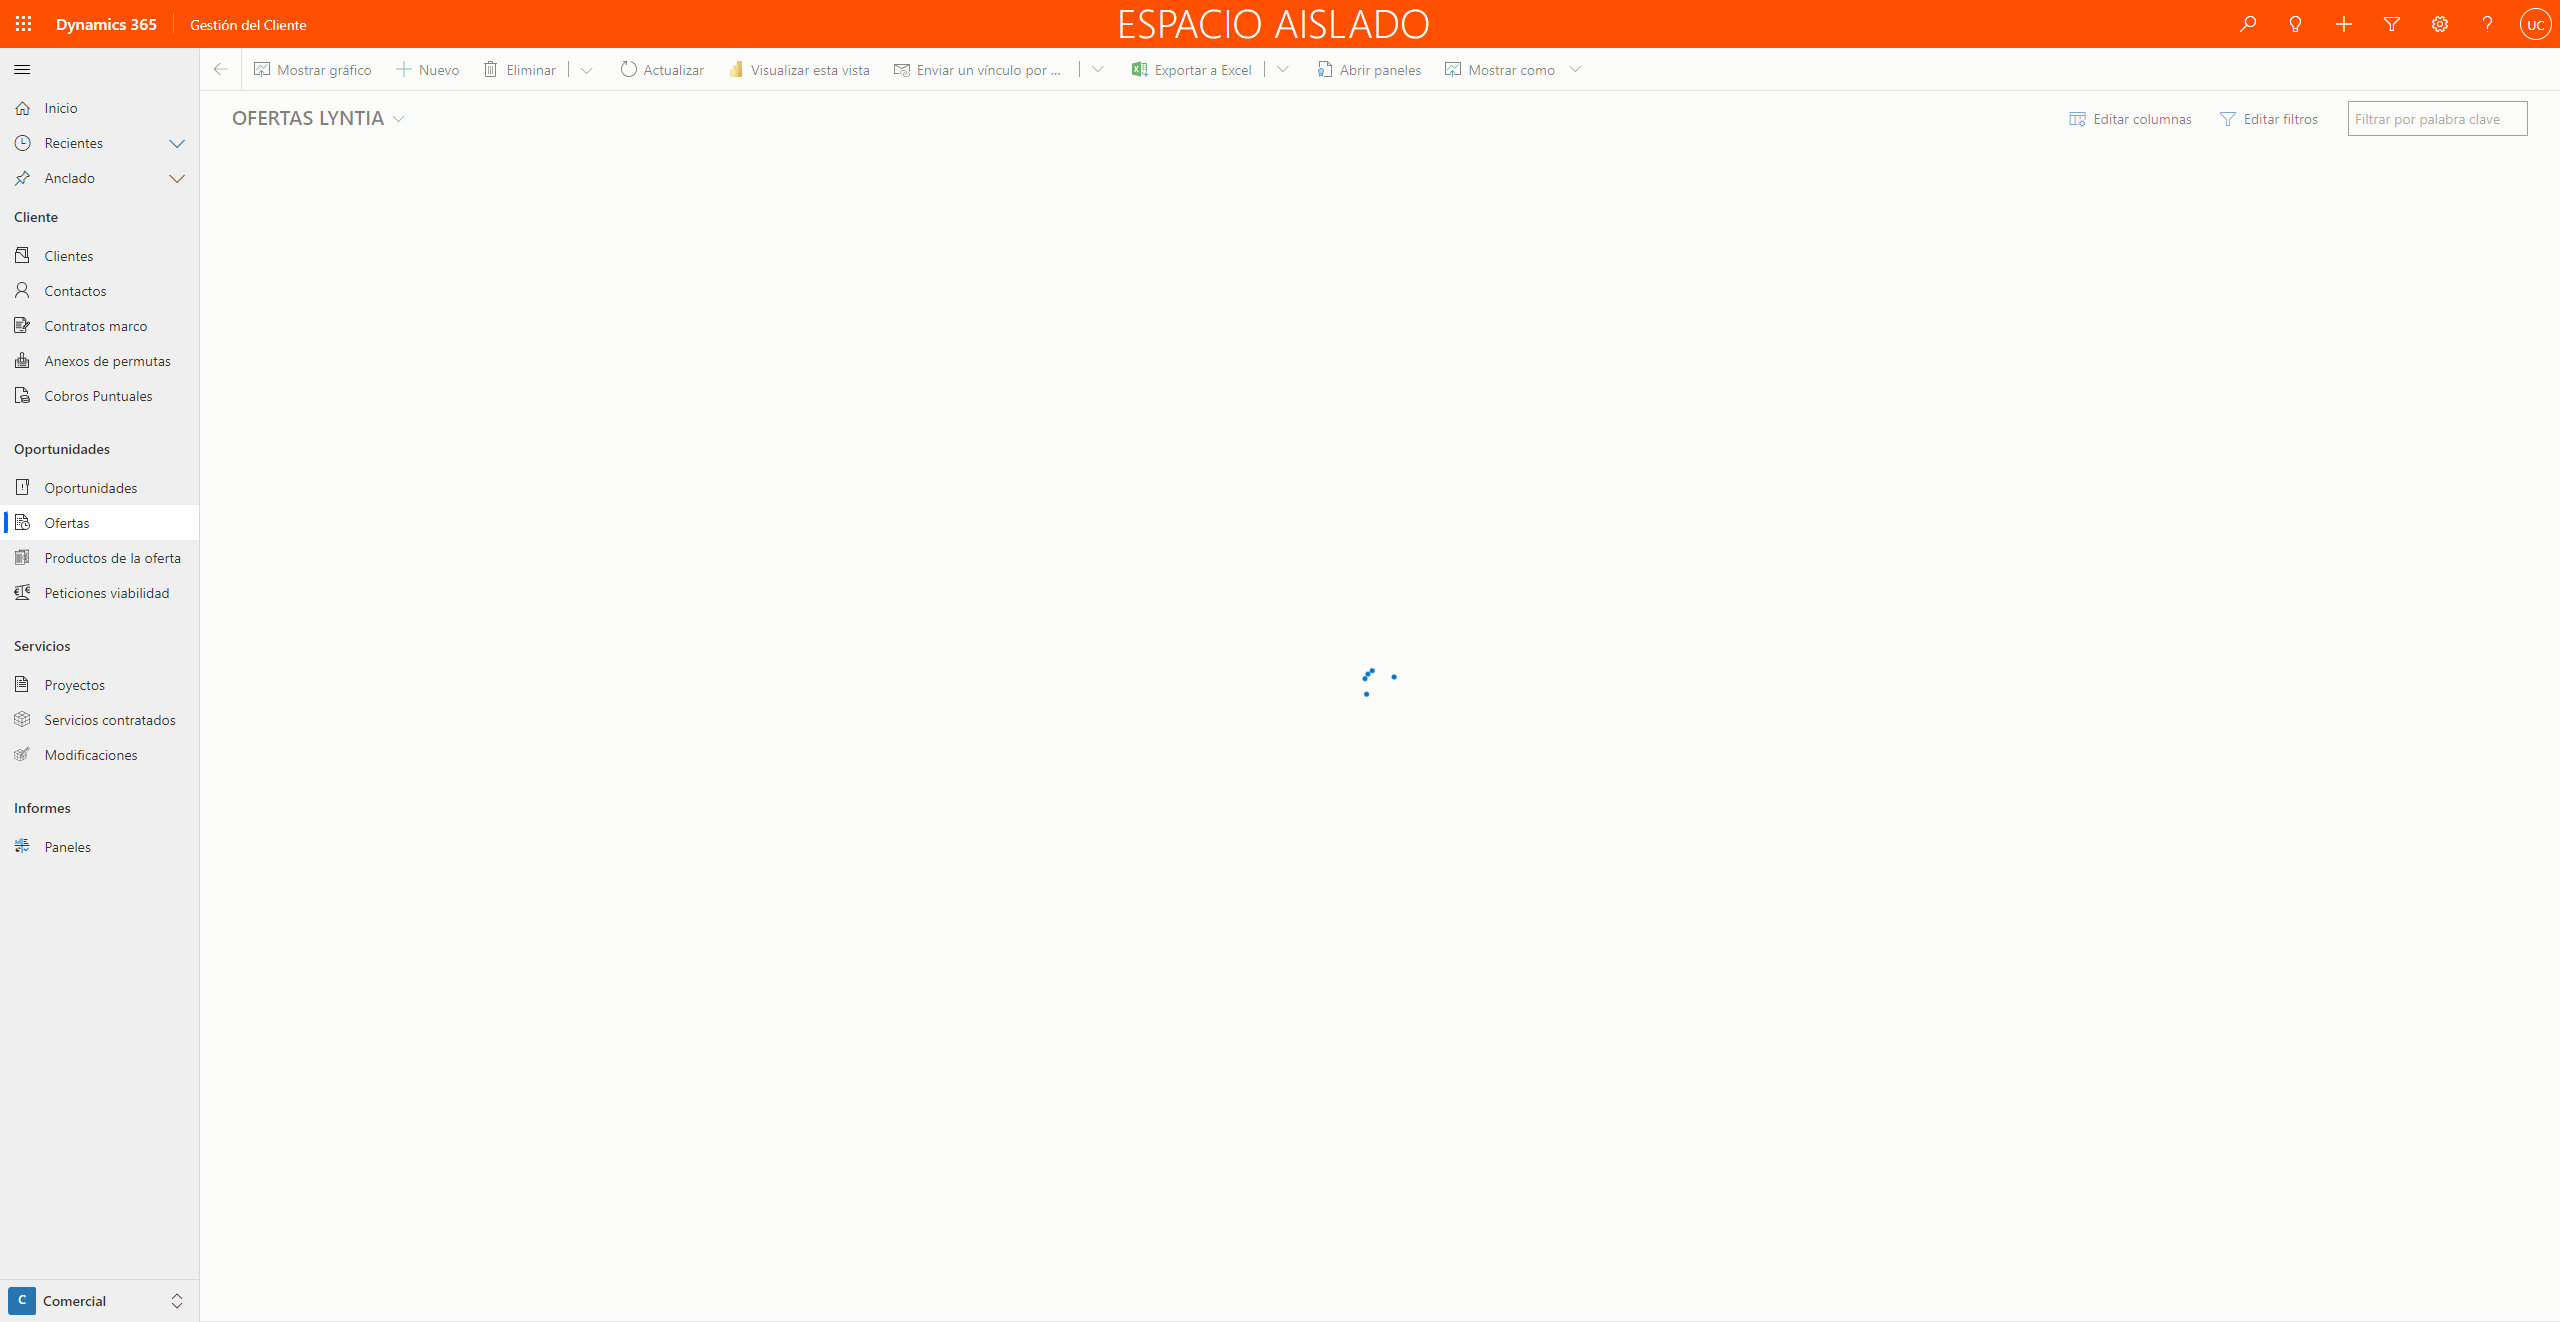 Dynamics 365
Gestión del Cliente
ESPACIO AISLADO
UC
Mostrar gráfico
Nuevo
Eliminar
Actualizar
Visualizar esta vista
Enviar un vínculo por ...
Exportar a Excel
Abrir paneles
Mostrar como
OFERTAS LYNTIA
Editar columnas
Editar filtros
Filtrar por palabra clave
Inicio
Recientes
Anclado
Cliente
Clientes
Contactos
Contratos marco
Anexos de permutas
Cobros Puntuales
Oportunidades
Oportunidades
Ofertas
Productos de la oferta
Peticiones viabilidad
Servicios
Proyectos
Servicios contratados
Modificaciones
Informes
Paneles
C
Comercial